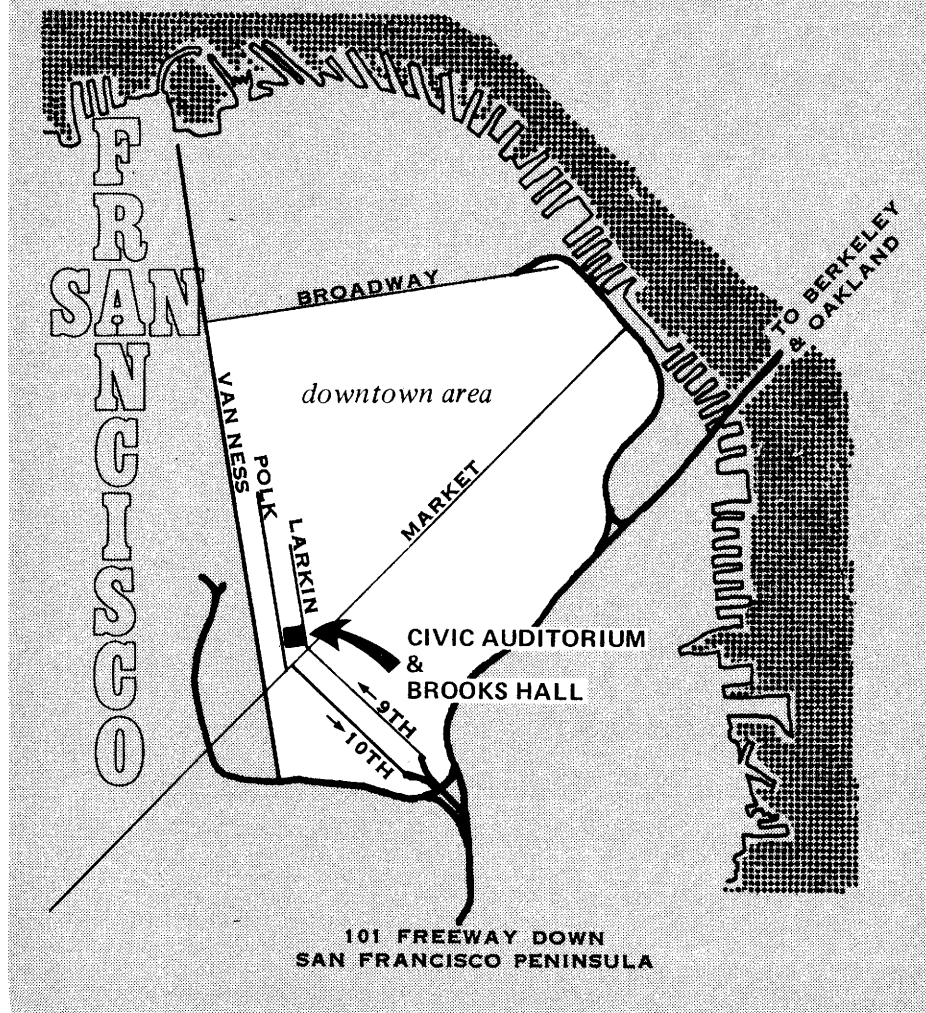 SAN
FRANCISCO
TO BERKELEY
& OAKLAND
BROADWAY
downtown area
VAN NESS
POLK
LARKIN
MARKET
CIVIC AUDITORIUM
&
BROOKS HALL
9TH
10TH
101 FREEWAY DOWN
SAN FRANCISCO PENINSULA